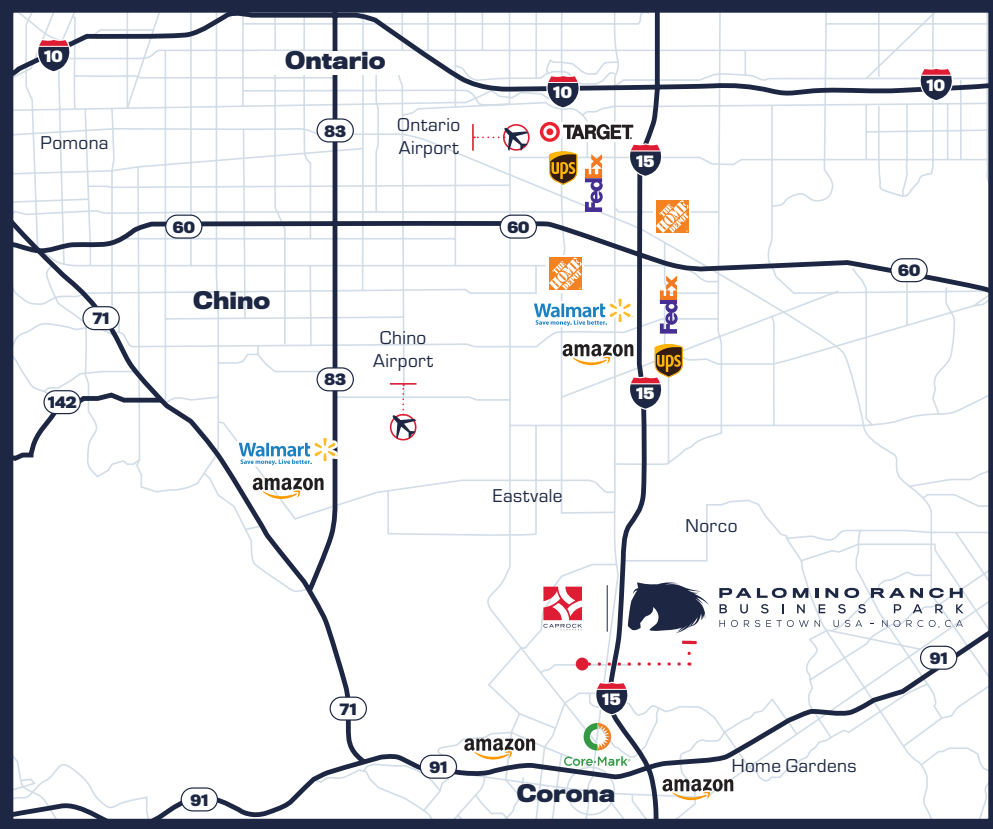 10
Ontario
10
10
Pomona
83
Ontario
Airport
TARGET
15
ups
FedEx
THE
HOME
DEPOT
60
60
60
THE
HOME
DEPOT
Chino
71
Walmart
Save money. Live better.
FedEx
Chino
Airport
amazon
ups
83
15
142
Walmart
Save money. Live better.
amazon
Eastvale
Norco
CAPROCK
PALOMINO RANCH
BUSINESS PARK
HORSETOWN USA - NORCO, CA
91
15
71
amazon
Core-Mark
91
Home Gardens
amazon
Corona
91